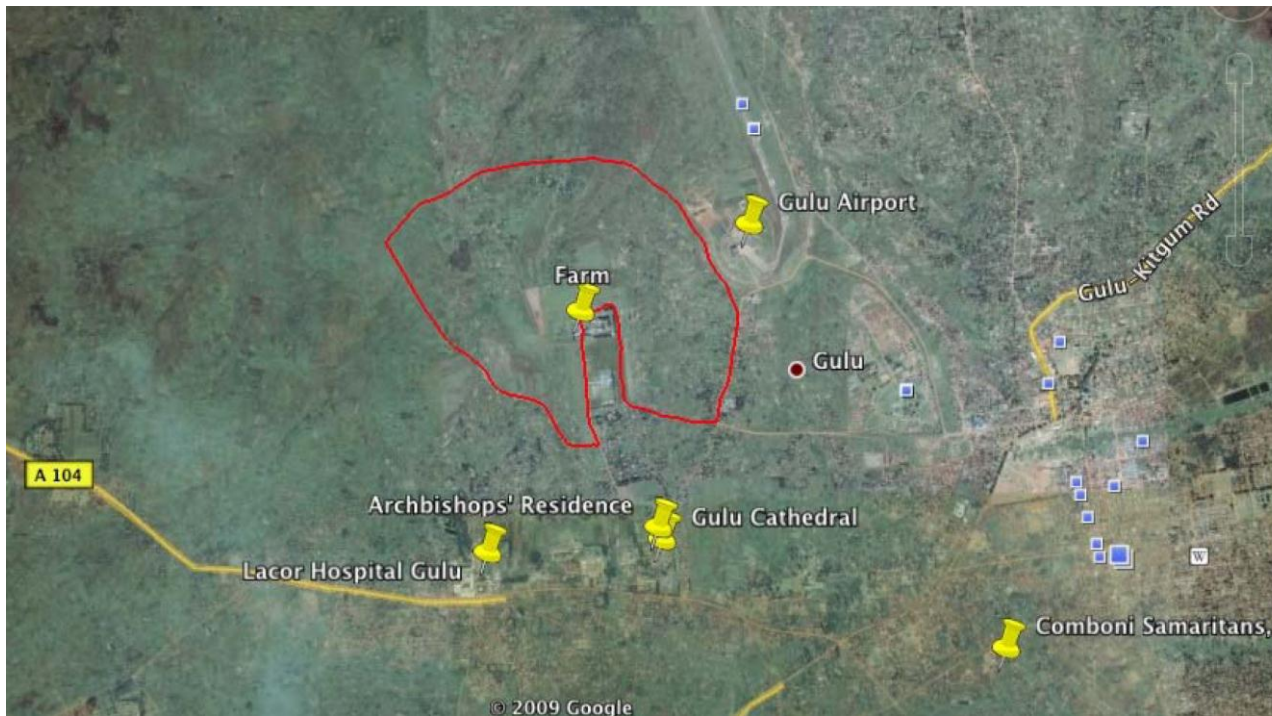 Gulu Airport
Gulu-Kitgum Rd
Farm
Gulu
A 104
Archbishops' Residence
Gulu Cathedral
Lacor Hospital Gulu
Comboni Samaritans,
W
© 2009 Google